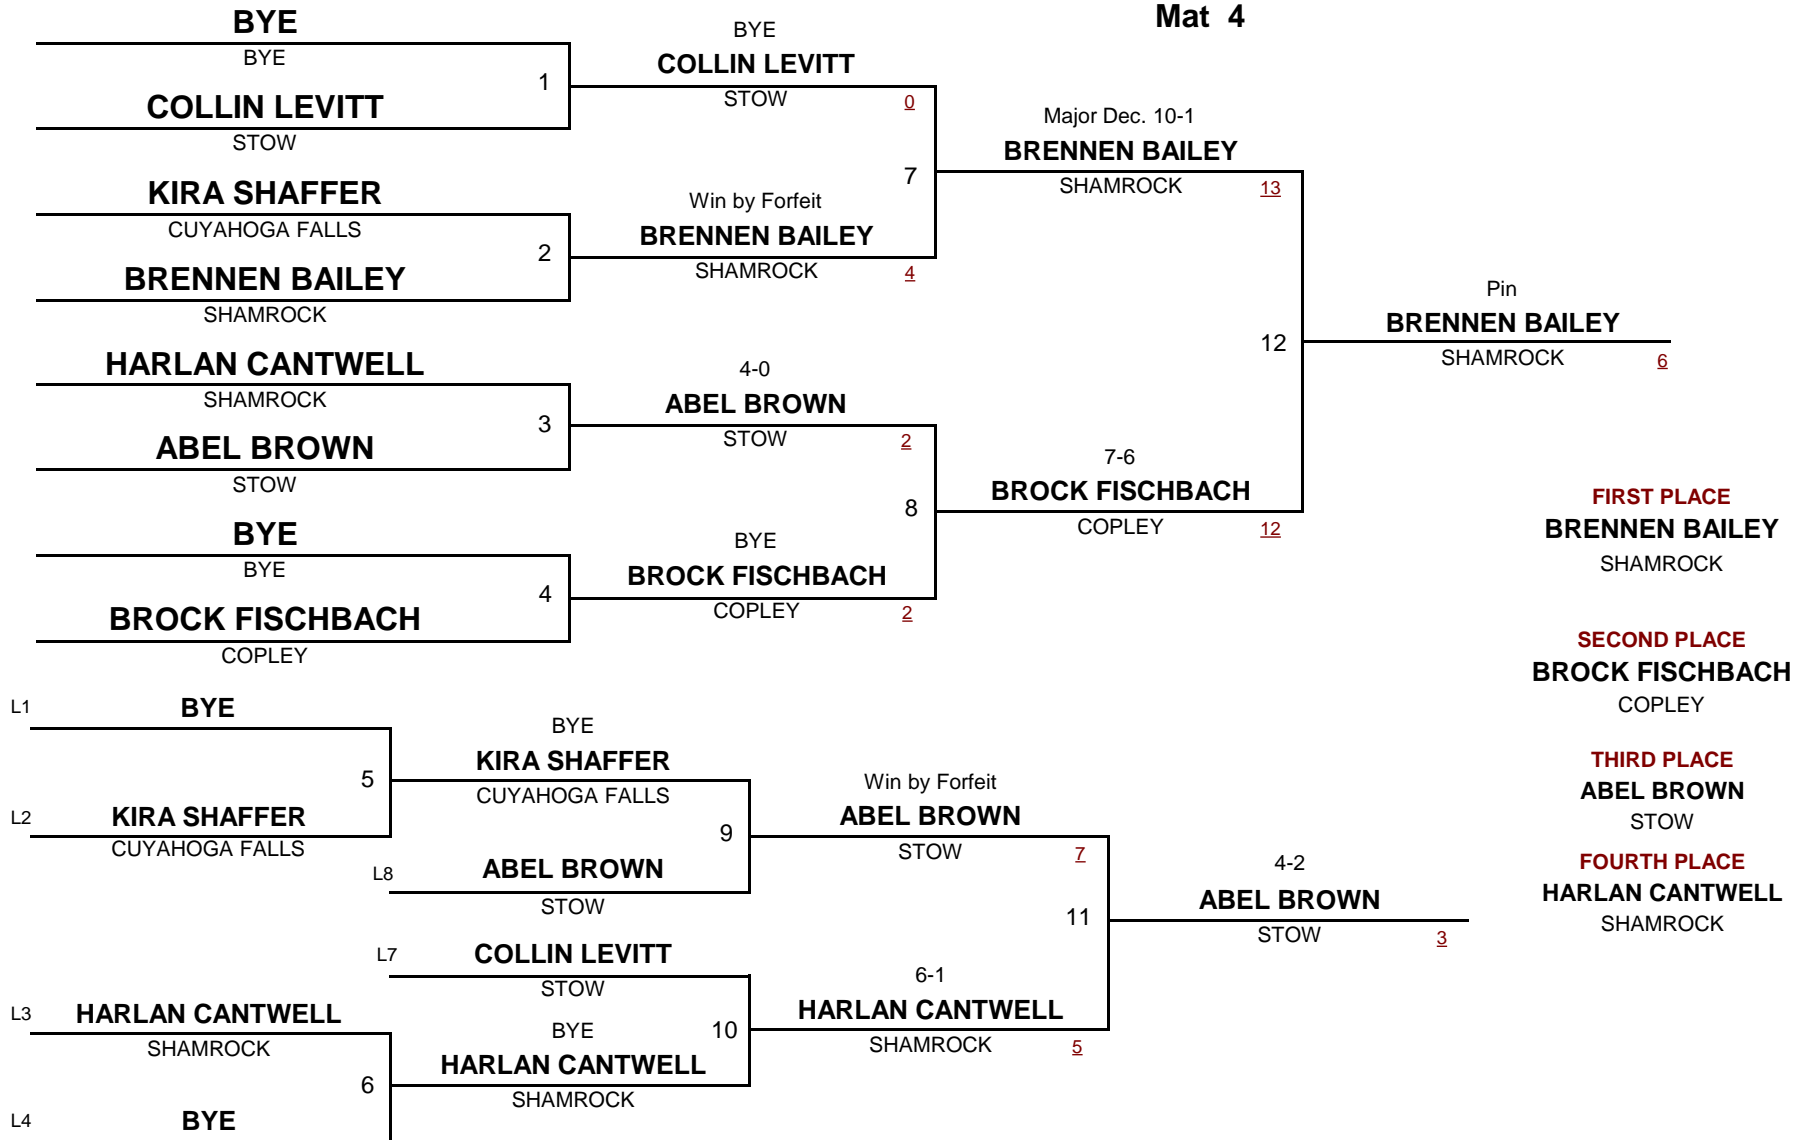 Mat 4
BYE
BYE
1
COLLIN LEVITT
STOW
KIRA SHAFFER
CUYAHOGA FALLS
2
BRENNEN BAILEY
SHAMROCK
HARLAN CANTWELL
SHAMROCK
3
ABEL BROWN
STOW
BYE
BYE
4
BROCK FISCHBACH
COPLEY
BYE
COLLIN LEVITT
STOW 0
7
Win by Forfeit
BRENNEN BAILEY
SHAMROCK 4
4-0
ABEL BROWN
STOW 2
8
BYE
BROCK FISCHBACH
COPLEY 2
Major Dec. 10-1
BRENNEN BAILEY
SHAMROCK 13
12
7-6
BROCK FISCHBACH
COPLEY 12
Pin
BRENNEN BAILEY
SHAMROCK 6
FIRST PLACE
BRENNEN BAILEY
SHAMROCK
SECOND PLACE
BROCK FISCHBACH
COPLEY
THIRD PLACE
ABEL BROWN
STOW
FOURTH PLACE
HARLAN CANTWELL
SHAMROCK
L1 BYE
5
L2 KIRA SHAFFER
CUYAHOGA FALLS
BYE
KIRA SHAFFER
CUYAHOGA FALLS
9
L8 ABEL BROWN
STOW
L7 COLLIN LEVITT
STOW
10
BYE
HARLAN CANTWELL
SHAMROCK
L3 HARLAN CANTWELL
SHAMROCK
6
L4 BYE
Win by Forfeit
ABEL BROWN
STOW 7
11
6-1
HARLAN CANTWELL
SHAMROCK 5
4-2
ABEL BROWN
STOW 3